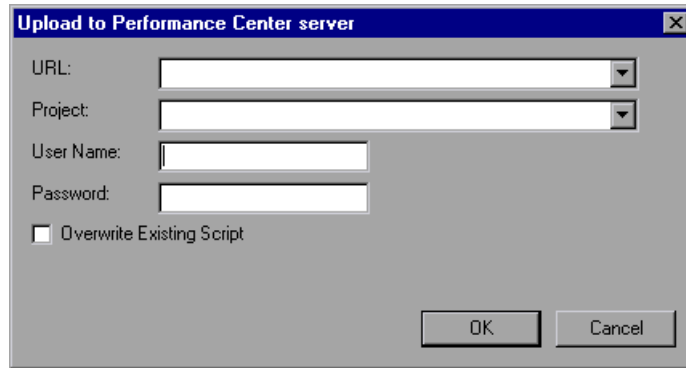 Upload to Performance Center server
URL:
Project:
User Name:
Password:
Overwrite Existing Script
OK Cancel